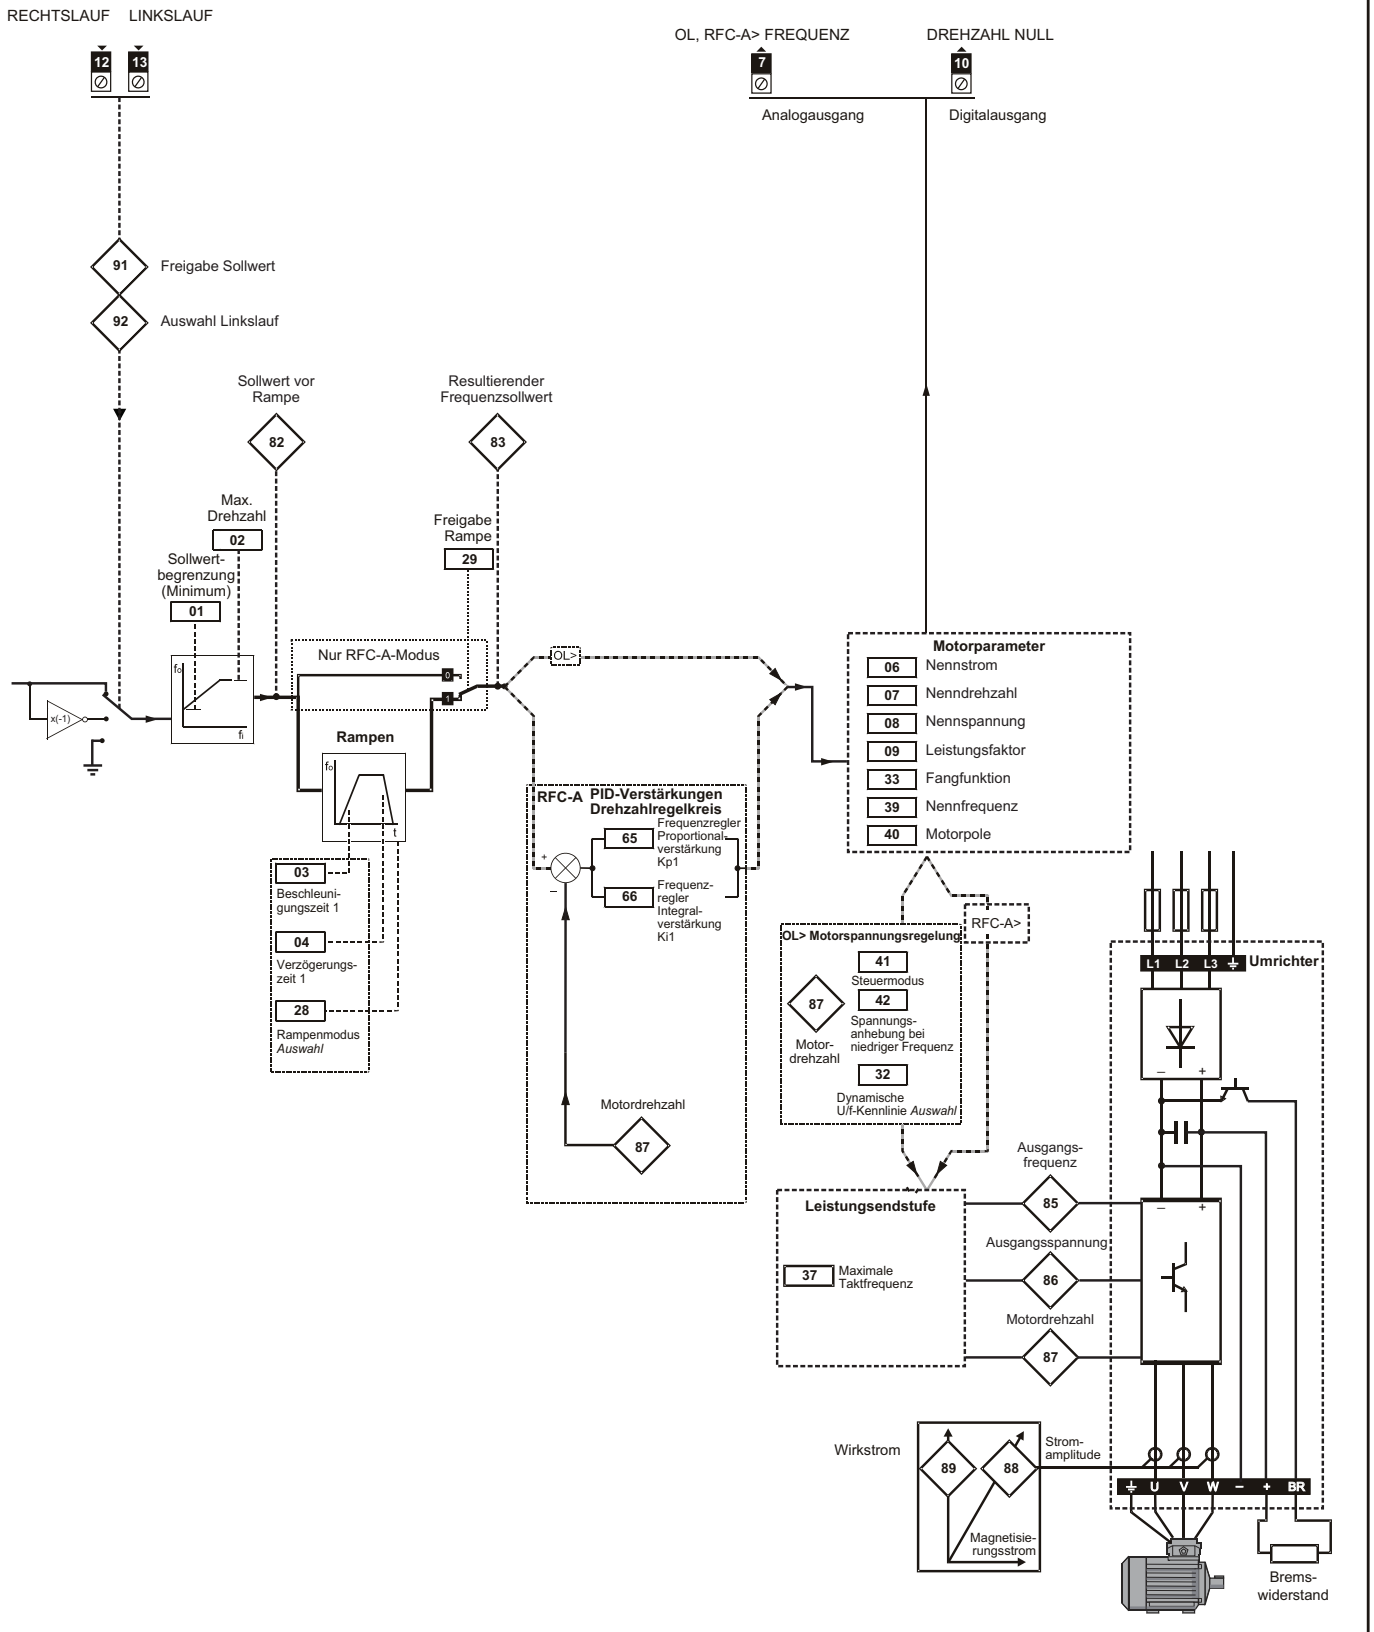 RECHTSLAUF LINKSLAUF
12 13
OL, RFC-A> FREQUENZ DREHZAHL NULL
7 10
Analogausgang Digitalausgang
91 Freigabe Sollwert
92 Auswahl Linkslauf
Sollwert vor
Rampe
82
Resultierender
Frequenzsollwert
83
Max.
Drehzahl
02
Sollwert-
begrenzung
(Minimum)
01
Freigabe
Rampe
29
x(-1)
fo
fi
Nur RFC-A-Modus
0
1
Rampen
fo
t
03
Beschleuni-
gungszeit 1
04
Verzögerungs-
zeit 1
28
Rampenmodus
Auswahl
OL>
RFC-A PID-Verstärkungen
Drehzahlregelkreis
+
–
65
Frequenzregler
Proportional-
verstärkung
Kp1
66
Frequenz-
regler
Integral-
verstärkung
Ki1
Motordrehzahl
87
Motorparameter
06 Nennstrom
07 Nenndrehzahl
08 Nennspannung
09 Leistungsfaktor
33 Fangfunktion
39 Nennfrequenz
40 Motorpole
RFC-A>
OL> Motorspannungsregelung
41
Steuermodus
87
Motor-
drehzahl
42
Spannungs-
anhebung bei
niedriger Frequenz
32
Dynamische
U/f-Kennlinie Auswahl
Leistungsendstufe
37 Maximale
Taktfrequenz
Ausgangs-
frequenz
85
Ausgangsspannung
86
Motordrehzahl
87
L1 L2 L3 Umrichter
– +
– +
Wirkstrom
89 88
Strom-
amplitude
Magnetisie-
rungsstrom
U V W – + BR
Brems-
widerstand